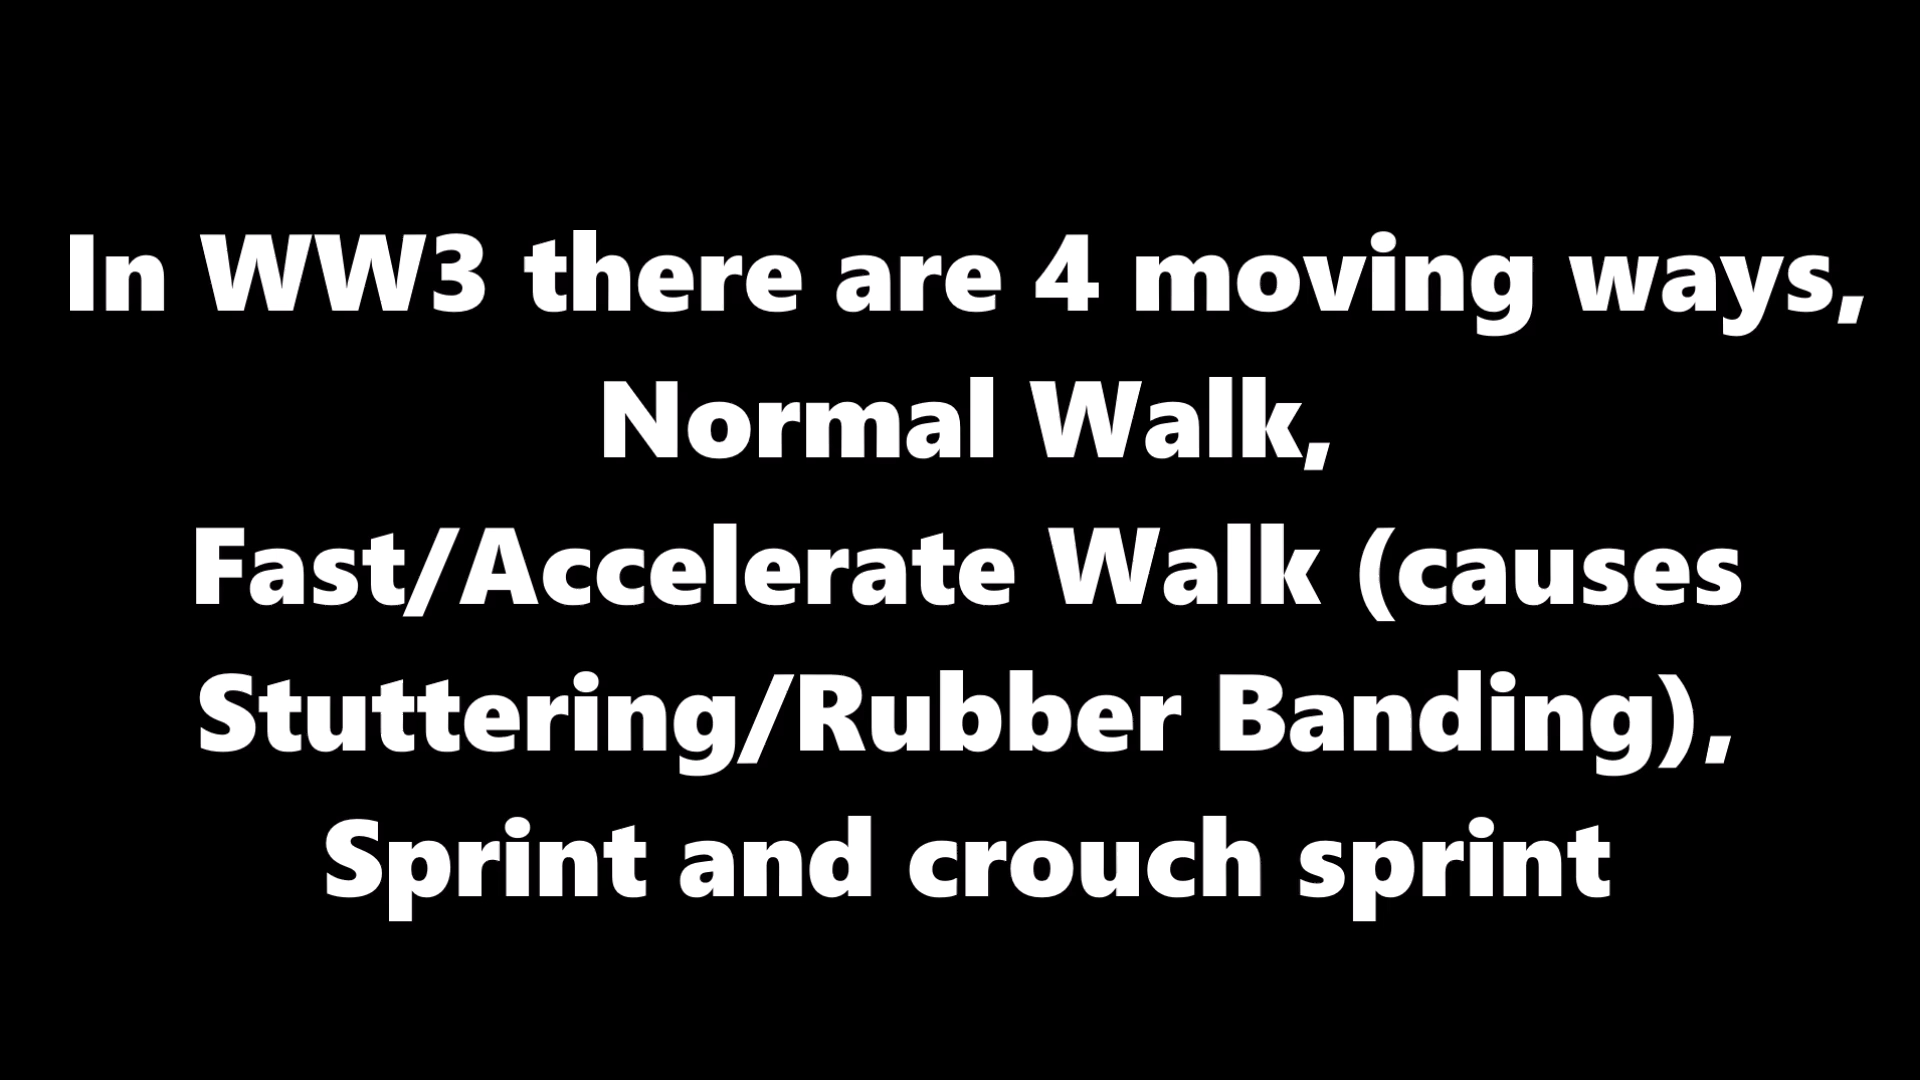 In WW3 there are 4 moving ways,
Normal Walk,
Fast/Accelerate Walk (causes
Stuttering/Rubber Banding),
Sprint and crouch sprint